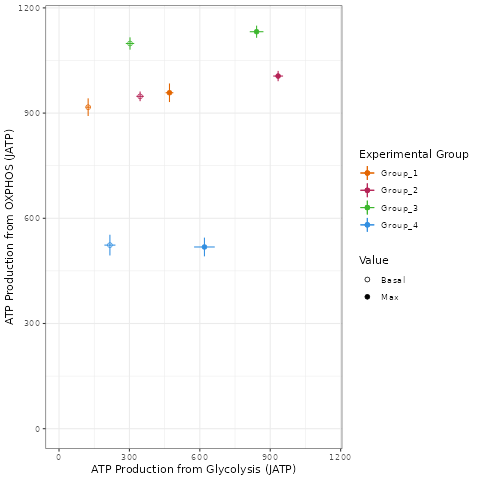 1200
900
600
300
0
0 300 600 900 1200
ATP Production from Glycolysis (JATP)
ATP Production from OXPHOS (JATP)
Experimental Group
Group_1
Group_2
Group_3
Group_4
Value
Basal
Max